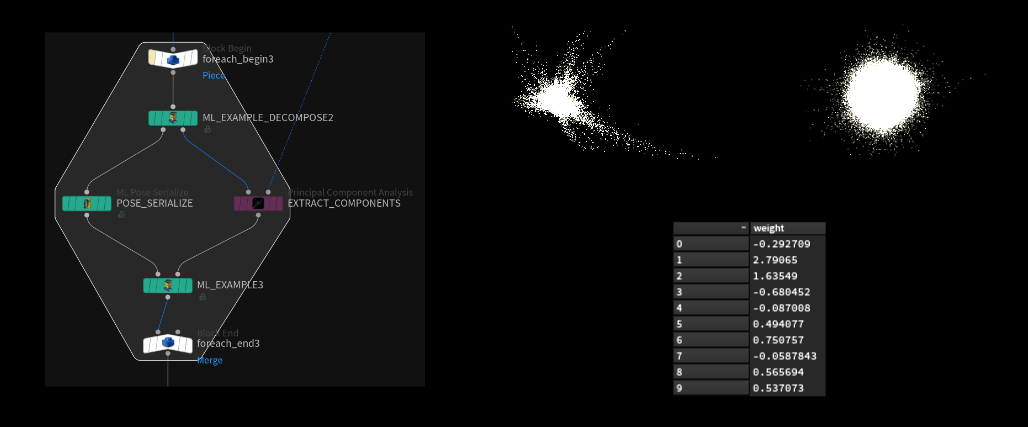 Block Begin
foreach_begin3
Piece
ML_EXAMPLE_DECOMPOSE2
ML Pose Serialize
POSE_SERIALIZE
Principal Component Analysis
EXTRACT_COMPONENTS
ML_EXAMPLE3
Block End
foreach_end3
Merge
weight
0 -0.292709
1 2.79065
2 1.63549
3 -0.680452
4 -0.087008
5 0.494077
6 0.750757
7 -0.0587843
8 0.565694
9 0.537073